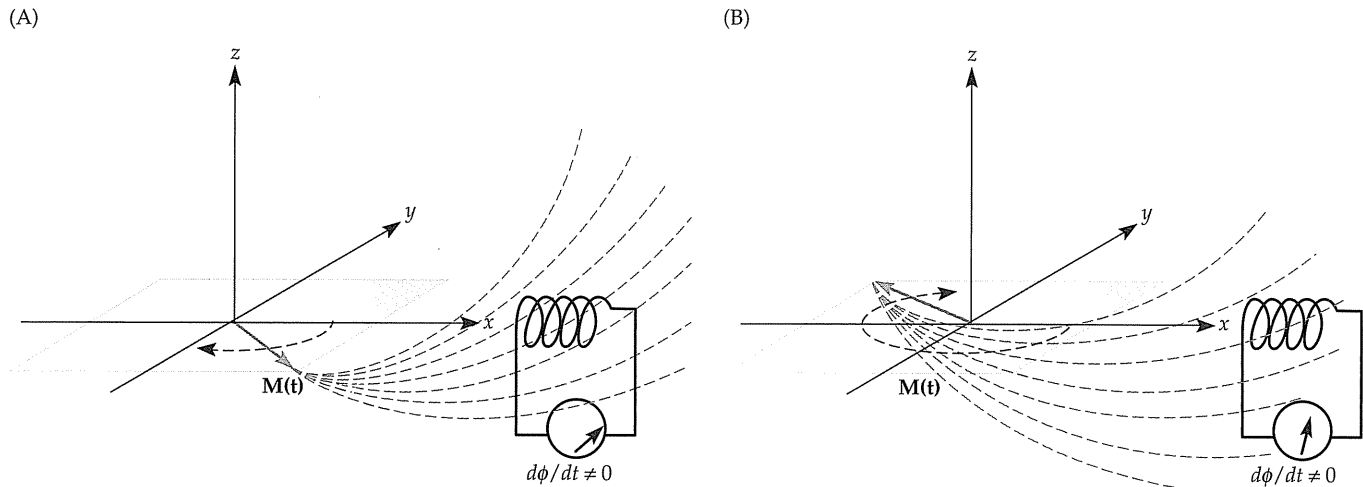 (A)
z
y
x
M(t)
dϕ/dt ≠ 0
(B)
z
y
x
M(t)
dϕ/dt ≠ 0